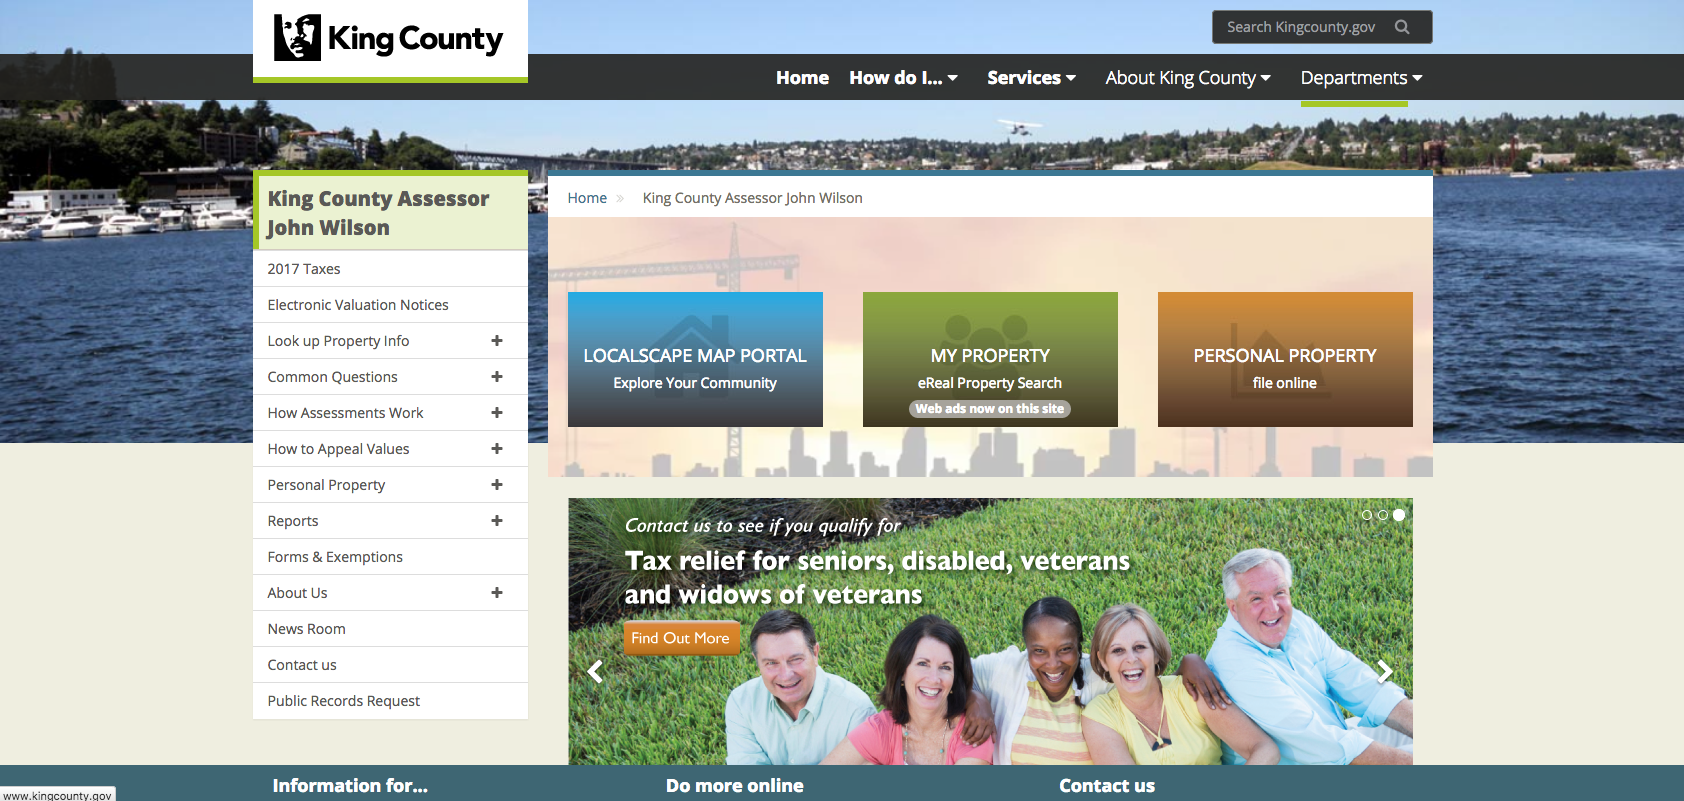 King County
Search Kingcounty.gov
Home
How do I...
Services
About King County
Departments
King County Assessor
John Wilson
2017 Taxes
Electronic Valuation Notices
Look up Property Info
Common Questions
How Assessments Work
How to Appeal Values
Personal Property
Reports
Forms & Exemptions
About Us
News Room
Contact us
Public Records Request
Home » King County Assessor John Wilson
LOCALSCAPE MAP PORTAL
Explore Your Community
MY PROPERTY
eReal Property Search
Web ads now on this site
PERSONAL PROPERTY
file online
Contact us to see if you qualify for
Tax relief for seniors, disabled, veterans
and widows of veterans
Find Out More
Information for...
Do more online
Contact us
www.kingcounty.gov